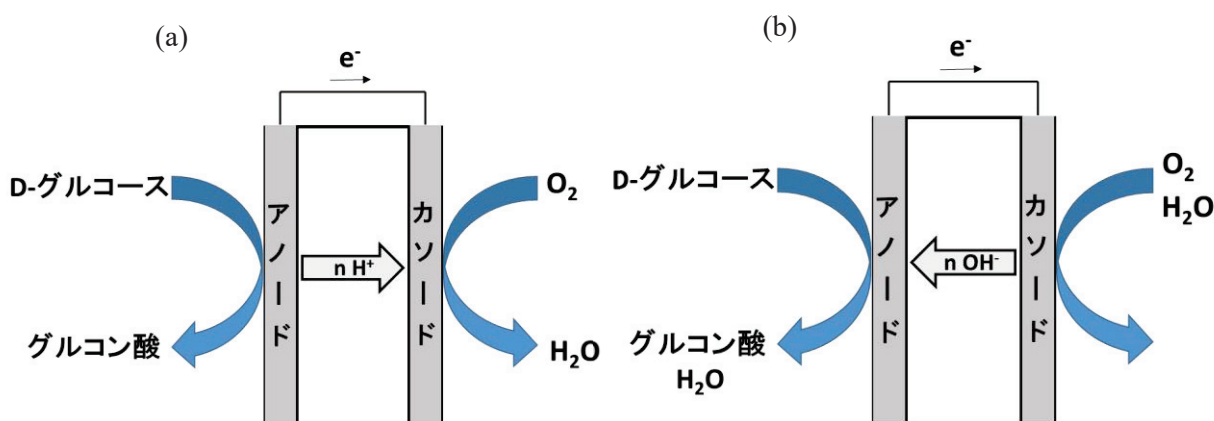 (a)
e⁻
D-グルコース
アノード
カソード
O₂
n H⁺
グルコン酸
H₂O
(b)
e⁻
D-グルコース
アノード
カソード
O₂
H₂O
n OH⁻
グルコン酸
H₂O